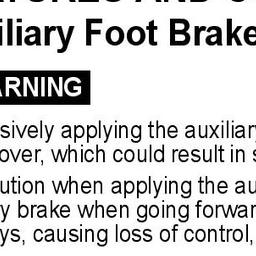 iliary Foot Brake
ARNING
sively applying the auxiliary
over, which could result in s
ution when applying the au
y brake when going forwar
ys, causing loss of control,